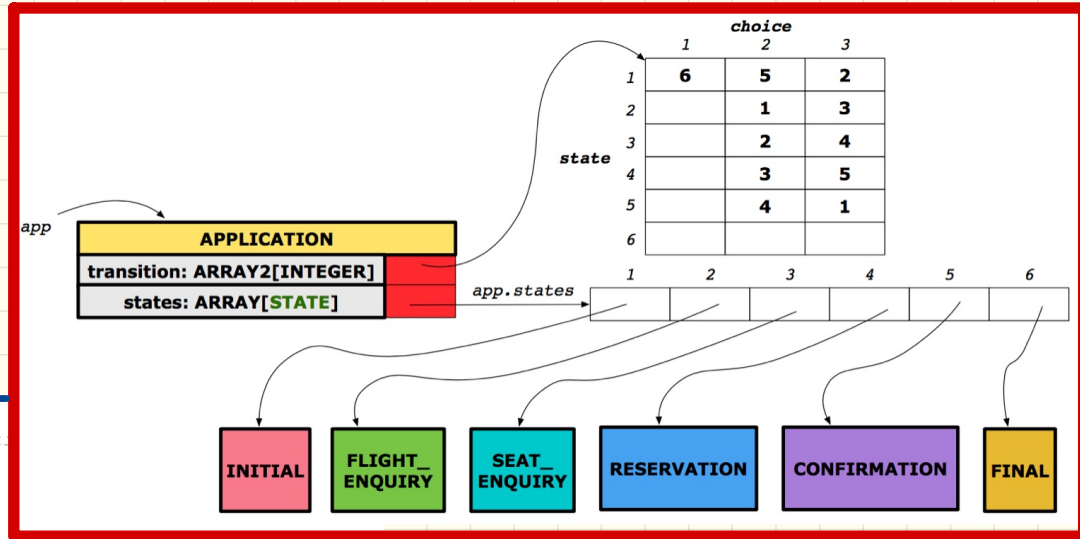 choice
1 2 3
1 6 5 2
2 1 3
3 2 4
state
4 3 5
5 4 1
6
app
APPLICATION
transition: ARRAY2[INTEGER]
states: ARRAY[STATE]
app.states
1 2 3 4 5 6
INITIAL
FLIGHT_
ENQUIRY
SEAT_
ENQUIRY
RESERVATION
CONFIRMATION
FINAL